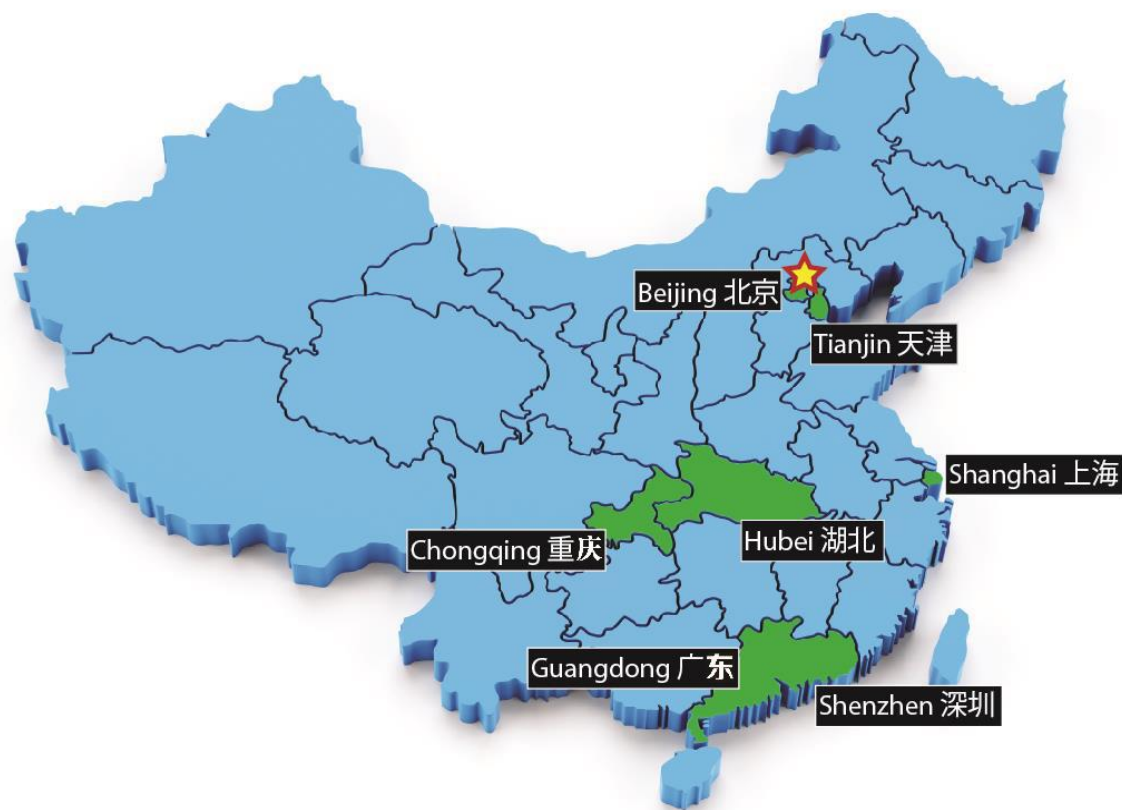 Beijing 北京
Tianjin 天津
Shanghai 上海
Chongqing 重庆
Hubei 湖北
Guangdong 广东
Shenzhen 深圳